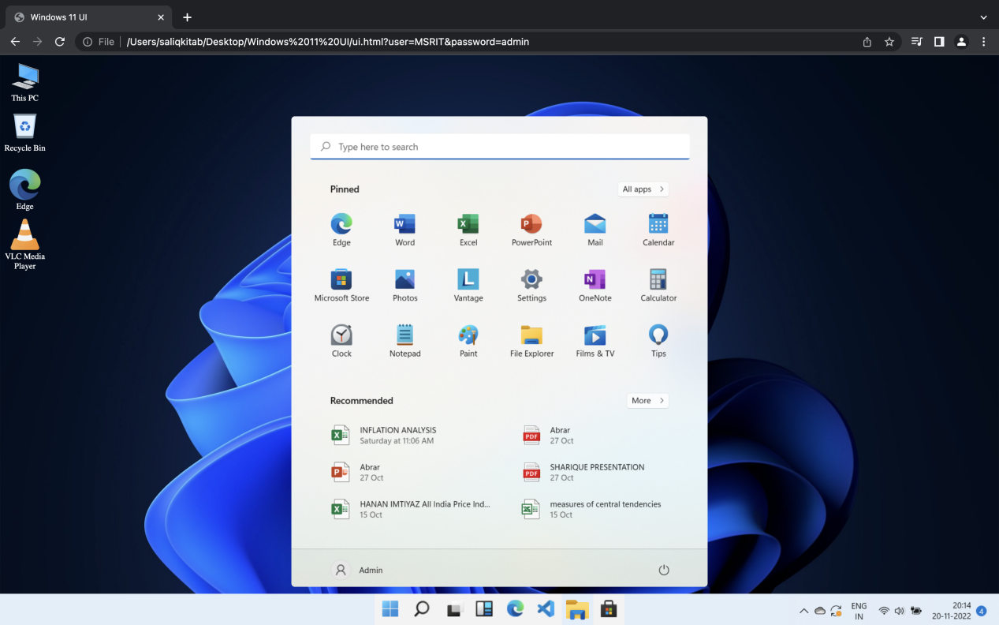 Windows 11 UI
File
/Users/saliqkitab/Desktop/Windows%2011%20UI/ui.html?user=MSRIT&password=admin
This PC
Recycle Bin
Edge
VLC Media
Player
Type here to search
Pinned
All apps
Edge
Word
Excel
PowerPoint
Mail
Calendar
Microsoft Store
Photos
Vantage
Settings
OneNote
Calculator
Clock
Notepad
Paint
File Explorer
Films & TV
Tips
Recommended
More
INFLATION ANALYSIS
Saturday at 11:06 AM
PDF
Abrar
27 Oct
Abrar
27 Oct
PDF
SHARIQUE PRESENTATION
27 Oct
HANAN IMTIYAZ All India Price Ind...
15 Oct
measures of central tendencies
15 Oct
Admin
ENG
IN
20:14
20-11-2022
4